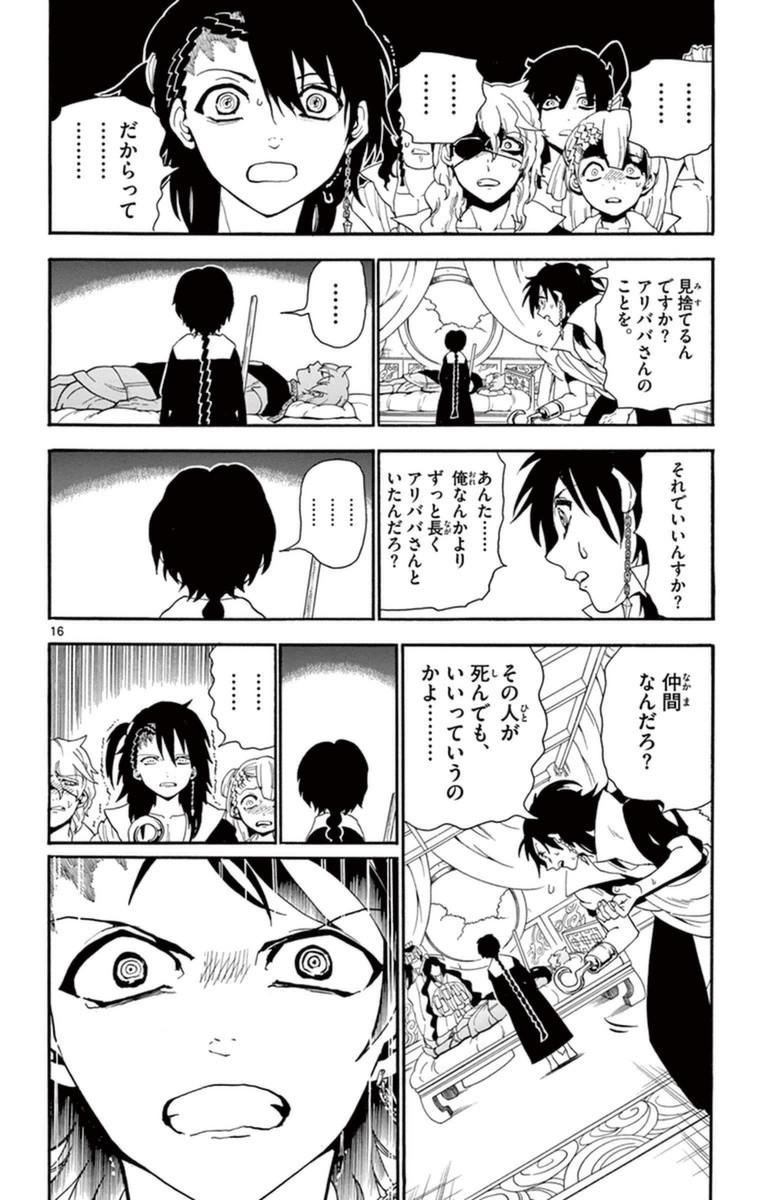 ……
……
……
……
……
だからって
…………
…………
見捨てるん
ですか？
アリババさんの
ことを。
……
それでいいんすか？
あんた……
俺なんかより
ずっと長く
アリババさんと
いたんだろ？
……
……
16
仲間
なんだろ？
その人が
死んでも、
いいっていうの
かよ………
……
……